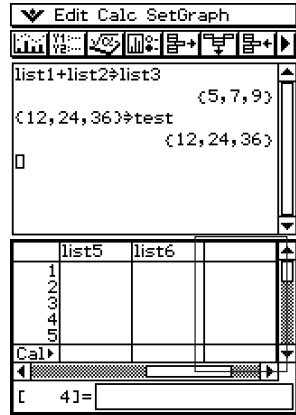 Edit Calc SetGraph
list1+list2⇒list3
{5,7,9}
{12,24,36}⇒test
{12,24,36}
list5 list6
1
2
3
4
5
Cal▶
[ 4]=